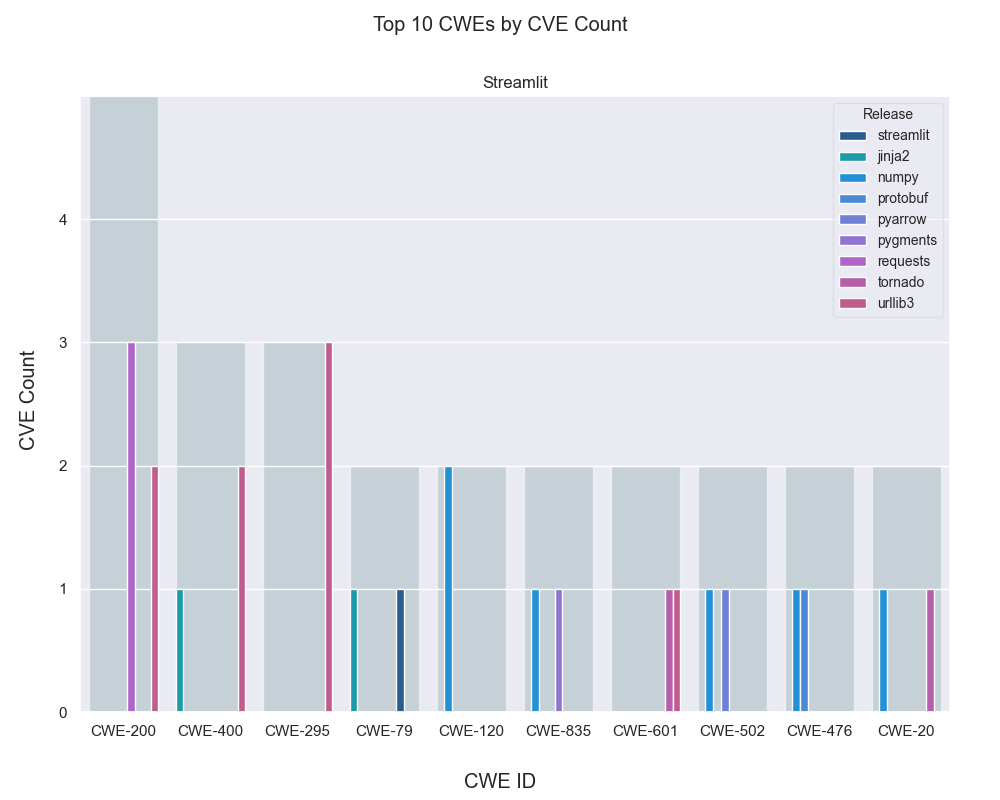 Top 10 CWEs by CVE Count
Streamlit
Release
streamlit
jinja2
numpy
protobuf
pyarrow
pygments
requests
tornado
urllib3
CVE Count
4
3
2
1
0
CWE-200 CWE-400 CWE-295 CWE-79 CWE-120 CWE-835 CWE-601 CWE-502 CWE-476 CWE-20
CWE ID